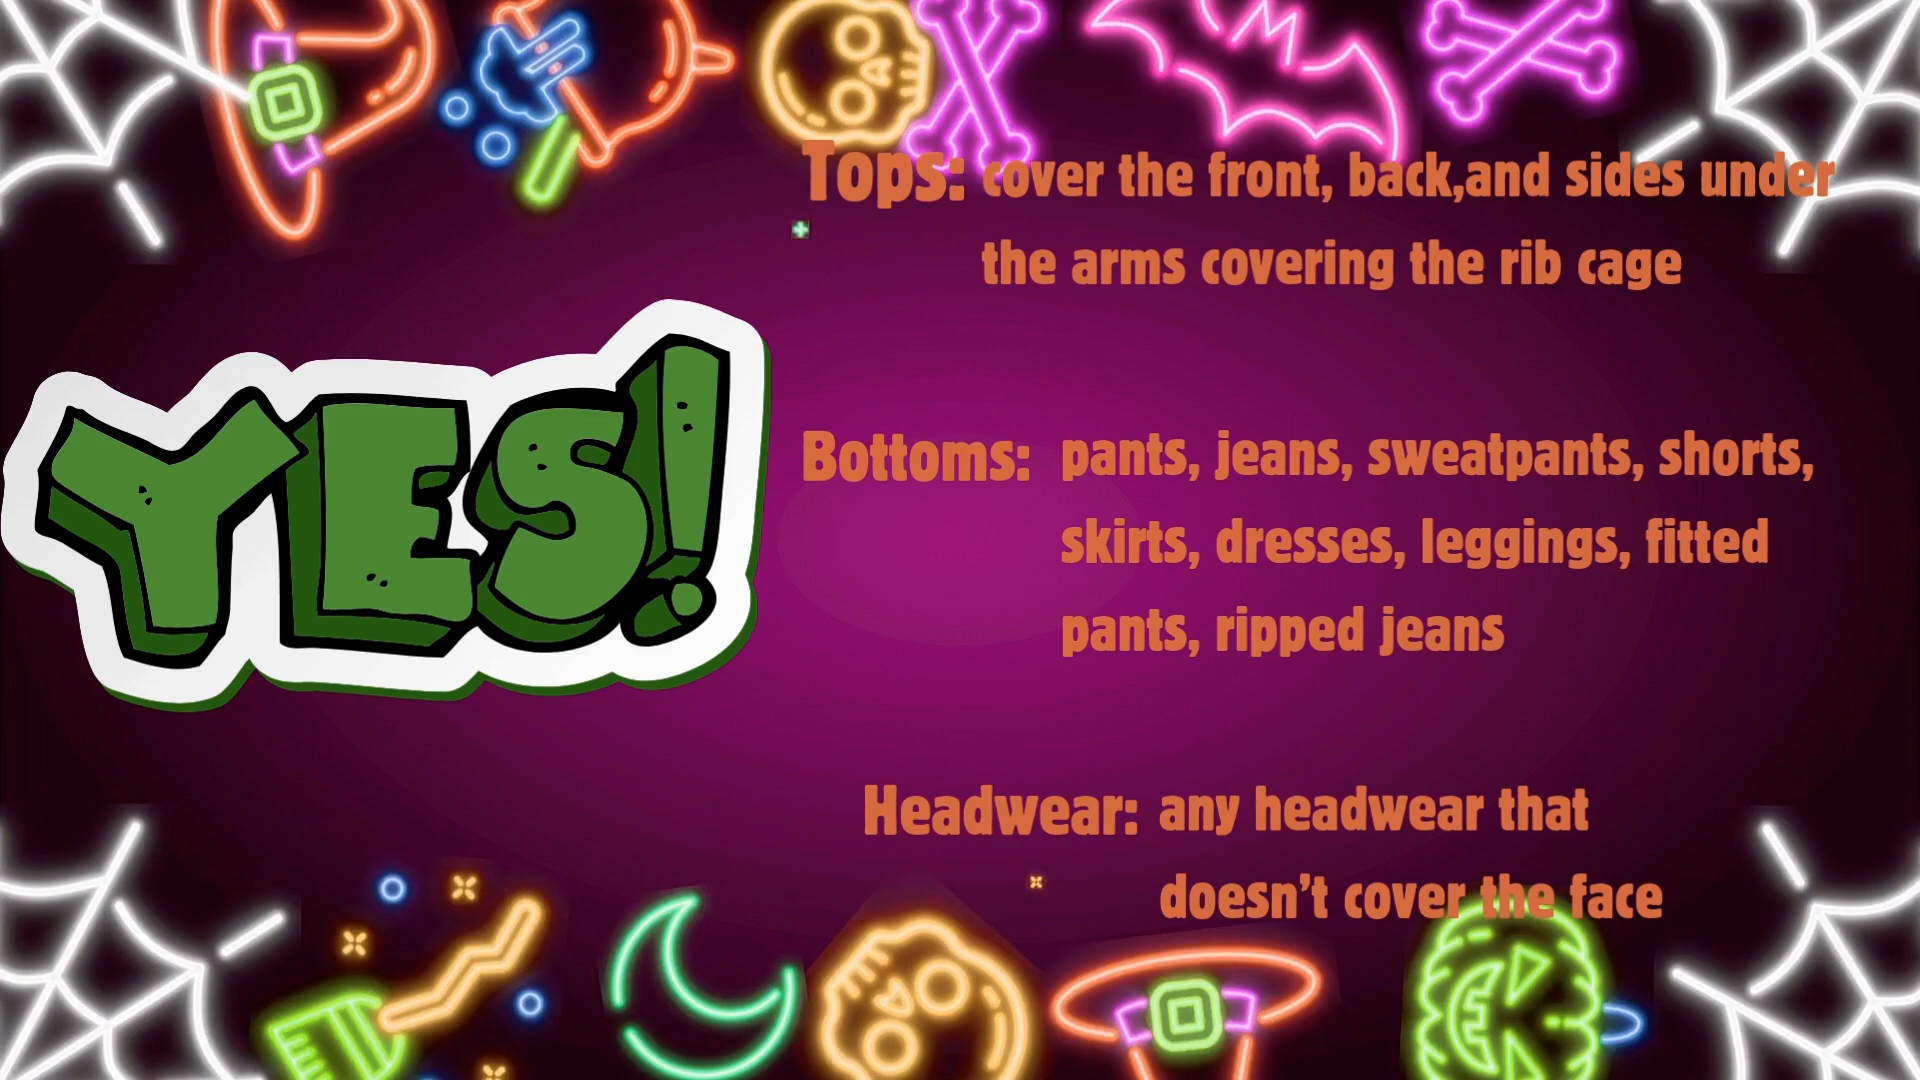 Tops: cover the front, back,and sides under
the arms covering the rib cage
YES!
Bottoms: pants, jeans, sweatpants, shorts,
skirts, dresses, leggings, fitted
pants, ripped jeans
Headwear: any headwear that
doesn't cover the face